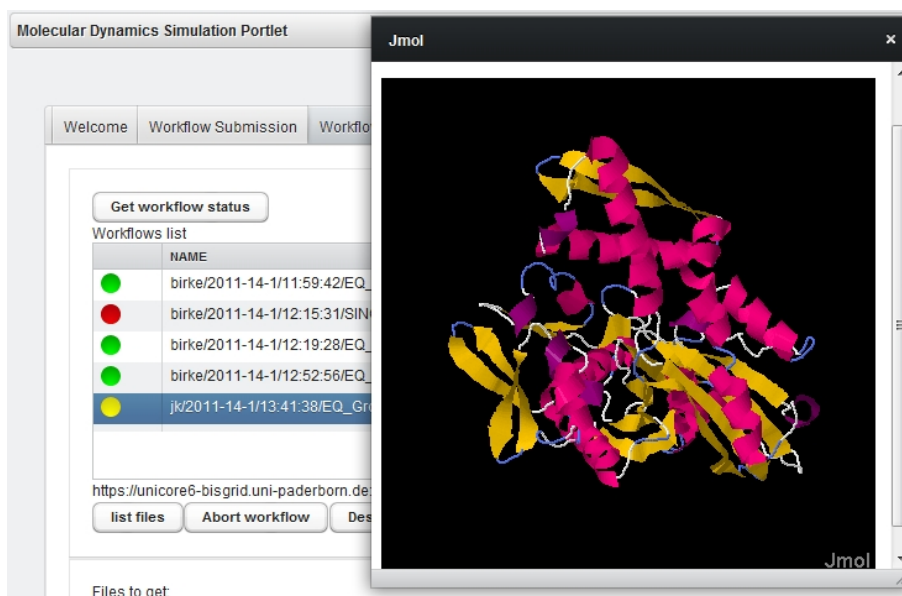 Molecular Dynamics Simulation Portlet
Jmol
×
Welcome
Workflow Submission
Get workflow status
Workflows list
NAME
birke/2011-14-1/11:59:42/EQ_
birke/2011-14-1/12:15:31/
birke/2011-14-1/12:19:28/EQ_
birke/2011-14-1/12:52:56/EQ_
jk/2011-14-1/13:41:38/EQ_Gro
https://unicore6-bisgrid.uni-paderborn.de:
list files
Abort workflow
Files to get:
Jmol